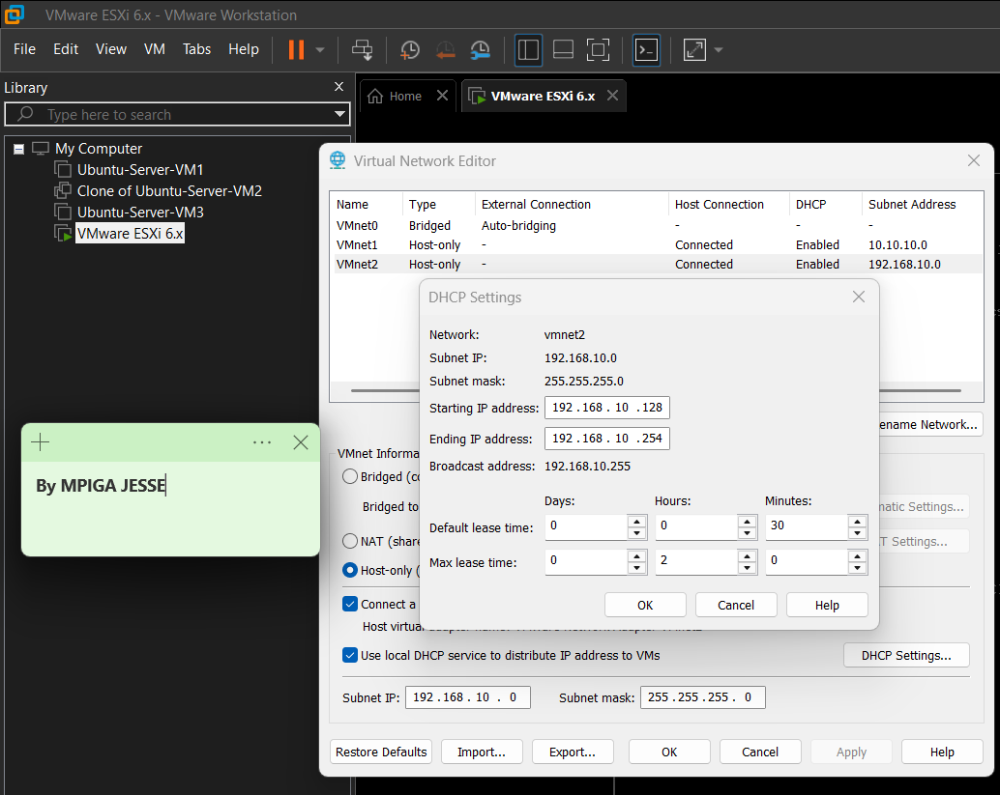 VMware ESXi 6.x - VMware Workstation
File Edit View VM Tabs Help
Library
Type here to search
Home
VMware ESXi 6.x
My Computer
Ubuntu-Server-VM1
Clone of Ubuntu-Server-VM2
Ubuntu-Server-VM3
VMware ESXi 6.x
By MPIGA JESSE
Virtual Network Editor
Name Type External Connection Host Connection DHCP Subnet Address
VMnet0 Bridged Auto-bridging - - -
VMnet1 Host-only - Connected Enabled 10.10.10.0
VMnet2 Host-only - Connected Enabled 192.168.10.0
DHCP Settings
Network: vmnet2
Subnet IP: 192.168.10.0
Subnet mask: 255.255.255.0
Starting IP address: 192 . 168 . 10 . 128
Ending IP address: 192 . 168 . 10 . 254
Broadcast address: 192.168.10.255
Days: Hours: Minutes:
Default lease time: 0 0 30
Max lease time: 0 2 0
OK Cancel Help
ename Network...
VMnet Informa
Bridged (co
Bridged to
matic Settings...
NAT (share
T Settings...
Host-only (
Connect a
Use local DHCP service to distribute IP address to VMs
DHCP Settings...
Subnet IP: 192 . 168 . 10 . 0 Subnet mask: 255 . 255 . 255 . 0
Restore Defaults Import... Export... OK Cancel Apply Help